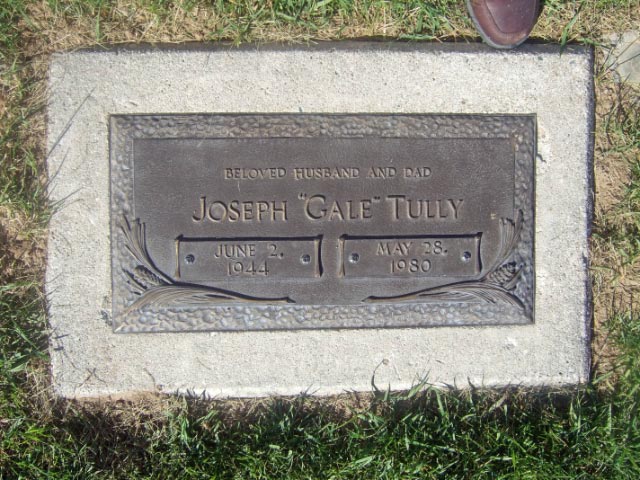 BELOVED HUSBAND AND DAD
JOSEPH "GALE" TULLY
JUNE 2, 1944
MAY 28, 1980